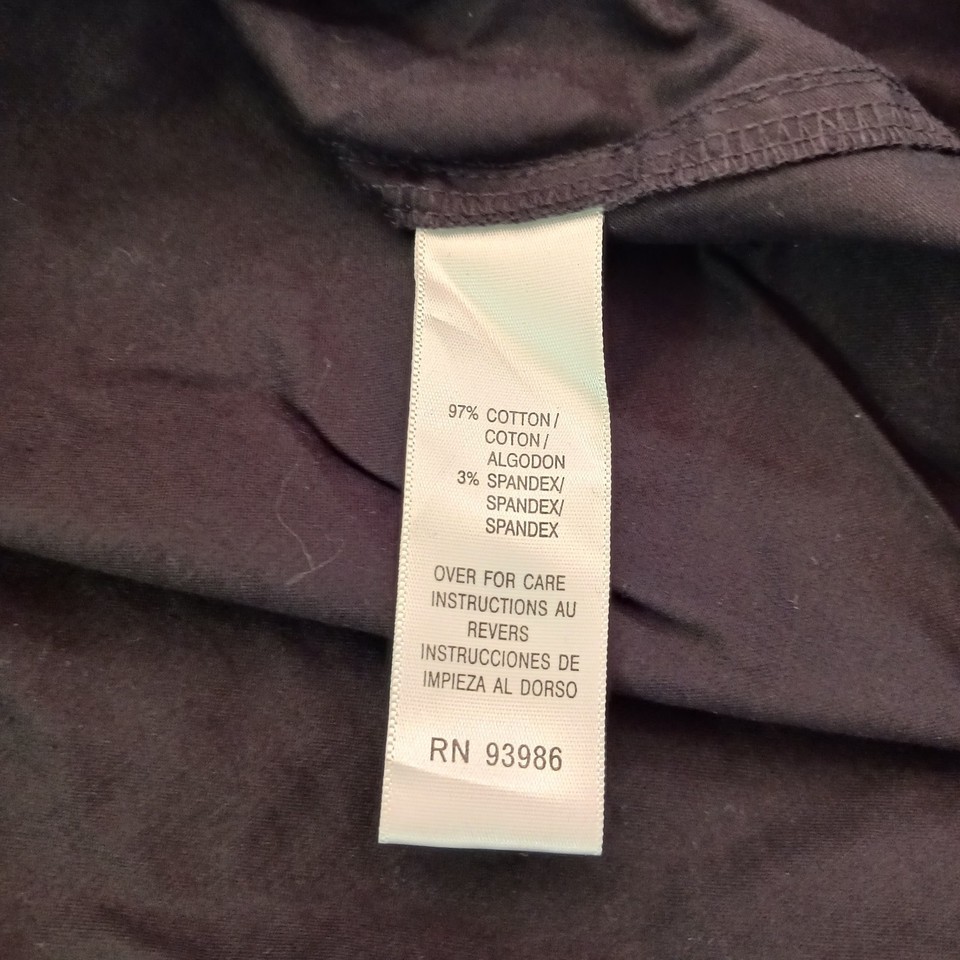 97% COTTON/
COTON/
ALGODON
3% SPANDEX/
SPANDEX/
SPANDEX
OVER FOR CARE
INSTRUCTIONS AU
REVERS
INSTRUCCIONES DE
IMPIEZA AL DORSO
RN 93986